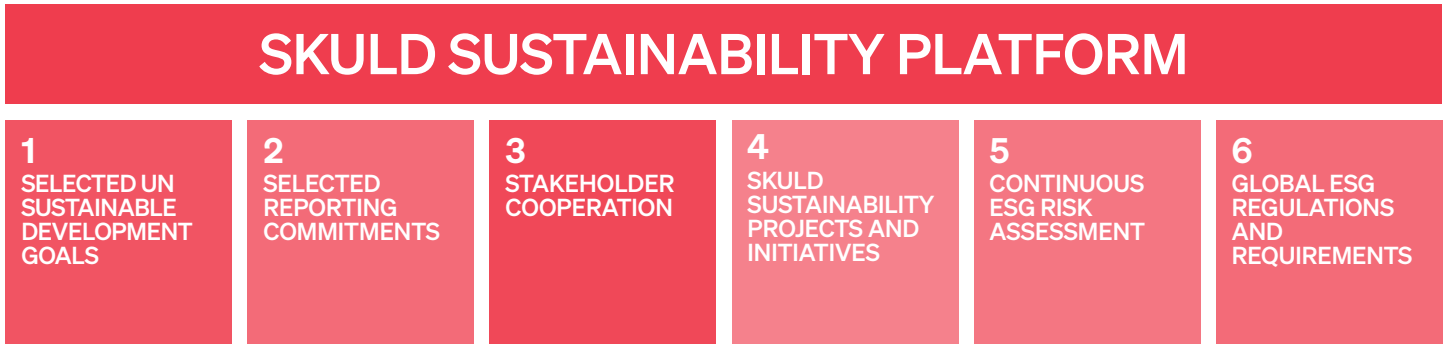 SKULD SUSTAINABILITY PLATFORM
1
SELECTED UN
SUSTAINABLE
DEVELOPMENT
GOALS
2
SELECTED
REPORTING
COMMITMENTS
3
STAKEHOLDER
COOPERATION
4
SKULD
SUSTAINABILITY
PROJECTS AND
INITIATIVES
5
CONTINUOUS
ESG RISK
ASSESSMENT
6
GLOBAL ESG
REGULATIONS
AND
REQUIREMENTS